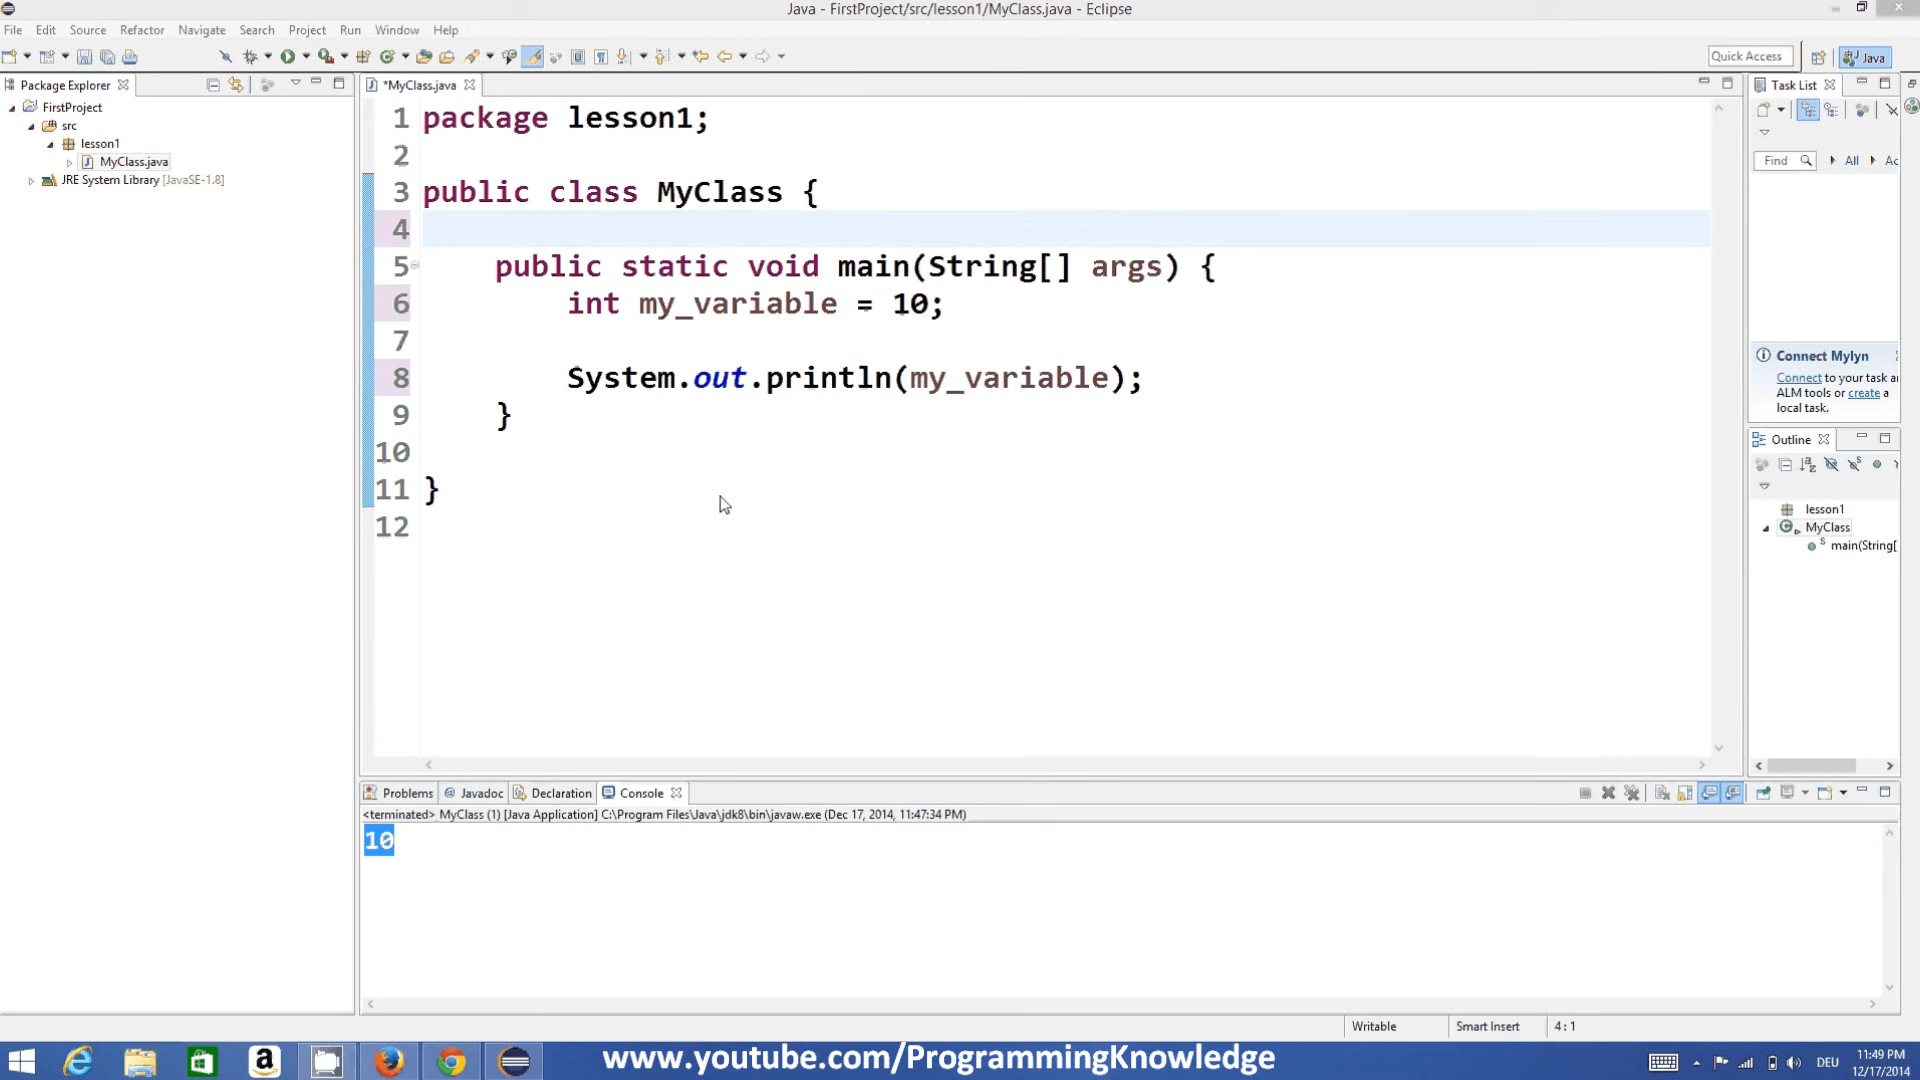 Java - FirstProject/src/lesson1/MyClass.java - Eclipse
File Edit Source Refactor Navigate Search Project Run Window Help
Quick Access
Java
Package Explorer
FirstProject
src
lesson1
MyClass.java
JRE System Library [JavaSE-1.8]
*MyClass.java
1 package lesson1;
2
3 public class MyClass {
4
5 public static void main(String[] args) {
6 int my_variable = 10;
7
8 System.out.println(my_variable);
9 }
10
11 }
12
Task List
Find All Ac
Connect Mylyn
Connect to your task a
ALM tools or create a
local task.
Outline
lesson1
MyClass
main(String[
Problems Javadoc Declaration Console
<terminated> MyClass (1) [Java Application] C:\Program Files\Java\jdk8\bin\javaw.exe (Dec 17, 2014, 11:47:34 PM)
10
Writable Smart Insert 4 : 1
www.youtube.com/ProgrammingKnowledge
DEU
11:49 PM
12/17/2014